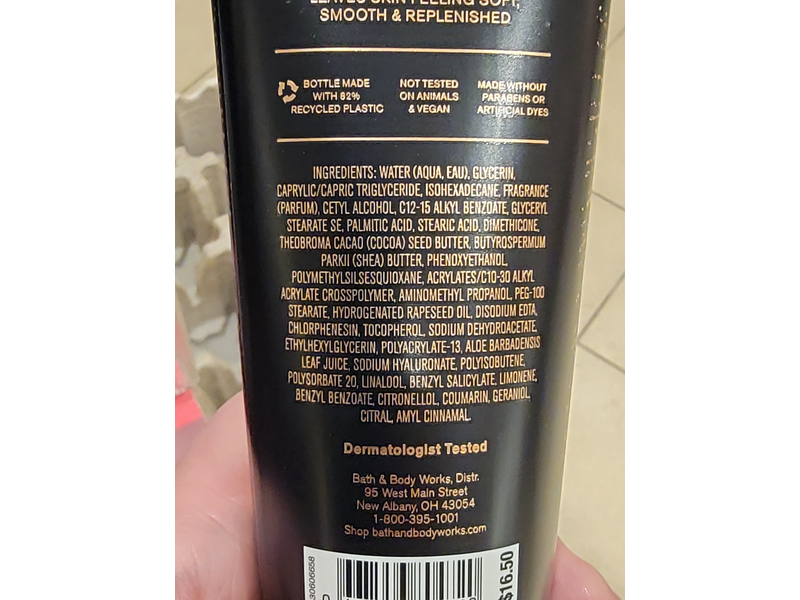 LEAVES SKIN FEELING SOFT,
SMOOTH & REPLENISHED
BOTTLE MADE
WITH 82%
RECYCLED PLASTIC
NOT TESTED
ON ANIMALS
& VEGAN
MADE WITHOUT
PARABENS OR
ARTIFICIAL DYES
INGREDIENTS: WATER (AQUA, EAU), GLYCERIN,
CAPRYLIC/CAPRIC TRIGLYCERIDE, ISOHEXADECANE, FRAGRANCE
(PARFUM), CETYL ALCOHOL, C12-15 ALKYL BENZOATE, GLYCERYL
STEARATE SE, PALMITIC ACID, STEARIC ACID, DIMETHICONE,
THEOBROMA CACAO (COCOA) SEED BUTTER, BUTYROSPERMUM
PARKII (SHEA) BUTTER, PHENOXYETHANOL,
POLYMETHYLSILSESQUIOXANE, ACRYLATES/C10-30 ALKYL
ACRYLATE CROSSPOLYMER, AMINOMETHYL PROPANOL, PEG-100
STEARATE, HYDROGENATED RAPESEED OIL, DISODIUM EDTA,
CHLORPHENESIN, TOCOPHEROL, SODIUM DEHYDROACETATE,
ETHYLHEXYLGLYCERIN, POLYACRYLATE-13, ALOE BARBADENSIS
LEAF JUICE, SODIUM HYALURONATE, POLYISOBUTENE,
POLYSORBATE 20, LINALOOL, BENZYL SALICYLATE, LIMONENE,
BENZYL BENZOATE, CITRONELLOL, COUMARIN, GERANIOL,
CITRAL, AMYL CINNAMAL.
Dermatologist Tested
Bath & Body Works, Distr.
95 West Main Street
New Albany, OH 43054
1-800-395-1001
Shop bathandbodyworks.com
$16.50